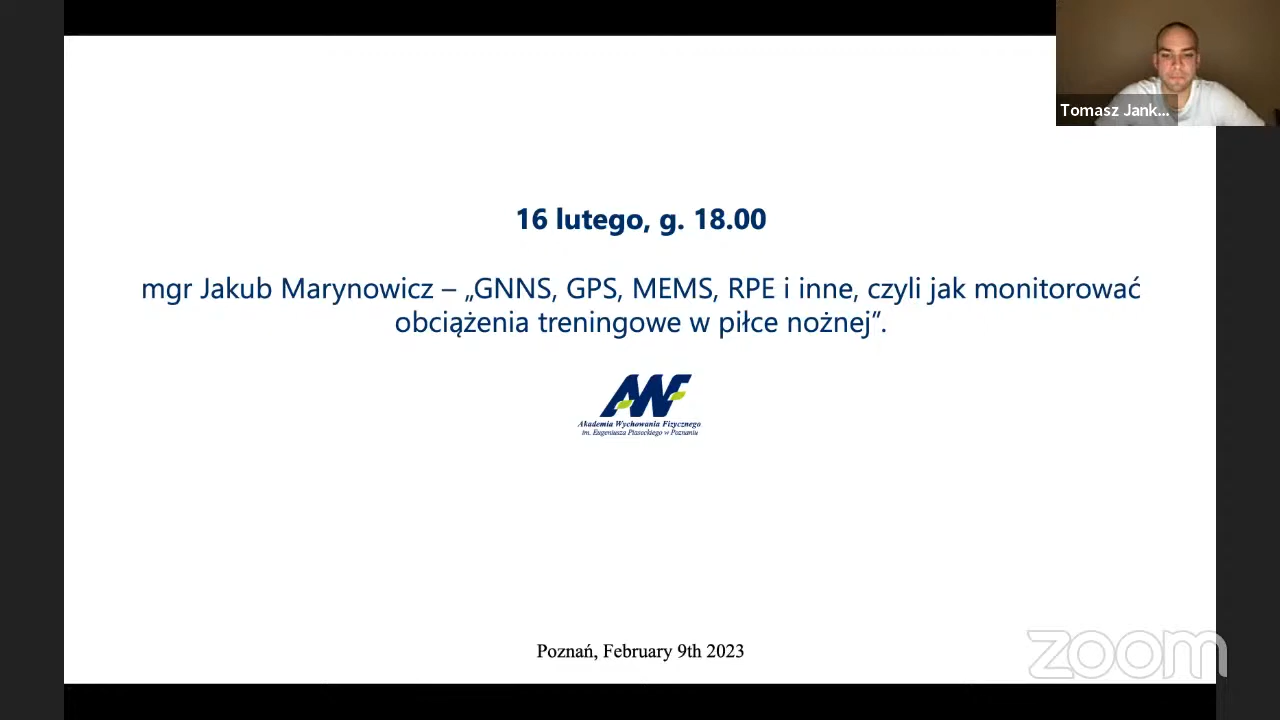 Tomasz Jank...
16 lutego, g. 18.00
mgr Jakub Marynowicz – „GNNS, GPS, MEMS, RPE i inne, czyli jak monitorować
obciążenia treningowe w piłce nożnej”.
AWF
Akademia Wychowania Fizycznego
im. Eugeniusza Piaseckiego w Poznaniu
Poznań, February 9th 2023
zoom